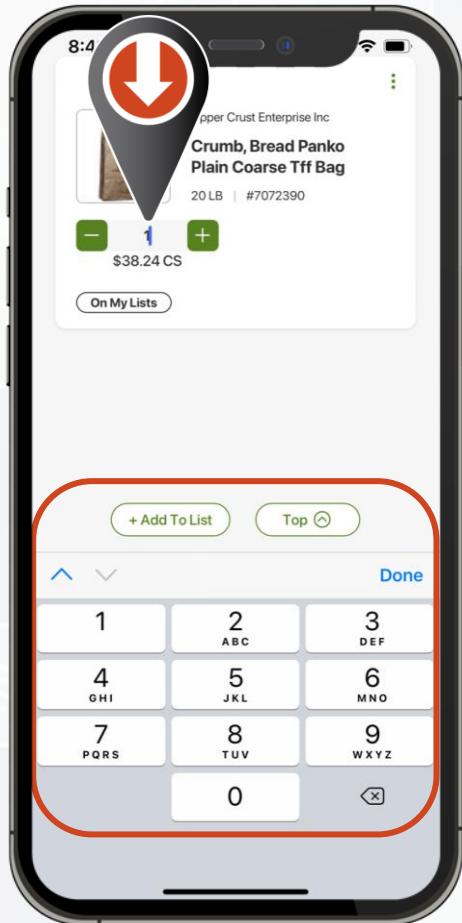 8:4
pper Crust Enterprise Inc
Crumb, Bread Panko
Plain Coarse Tff Bag
20 LB | #7072390
− 1 +
$38.24 CS
On My Lists
+ Add To List Top
Done
1 2 3
ABC DEF
4 5 6
GHI JKL MNO
7 8 9
PQRS TUV WXYZ
0